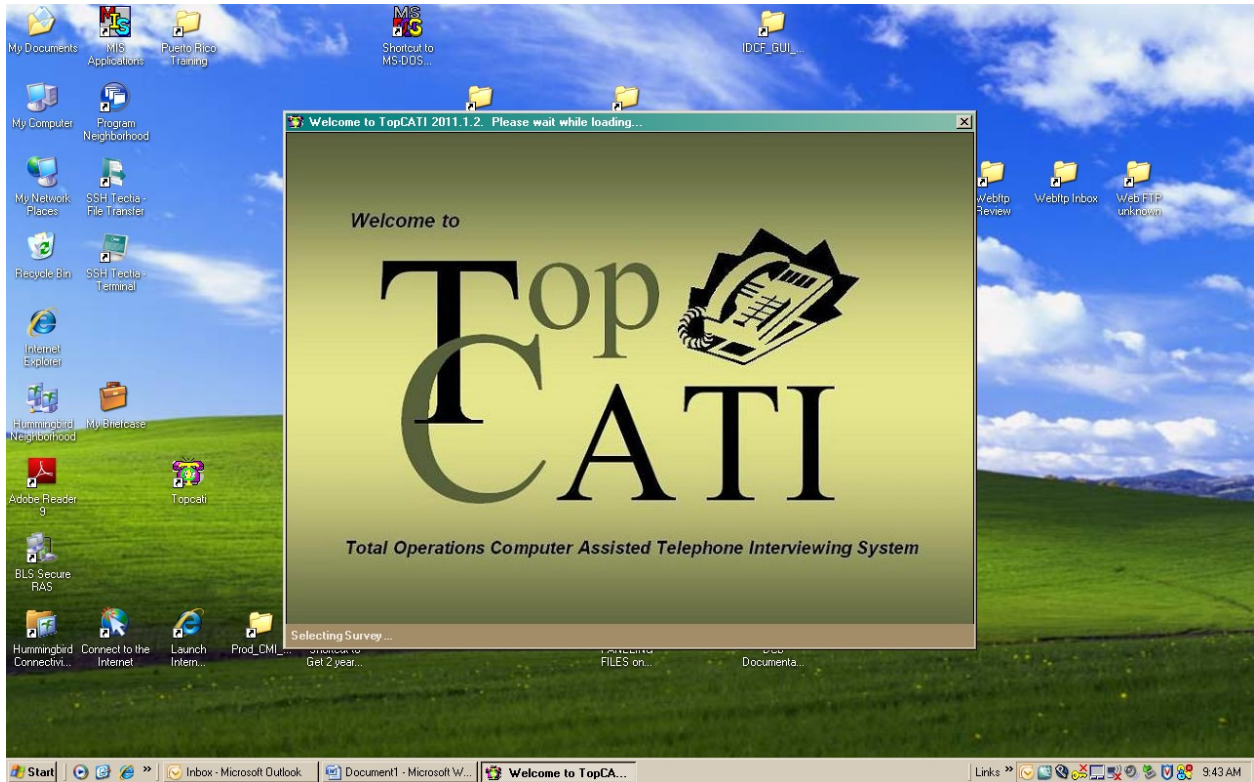 My Documents
MIS Applications
Puerto Rico Training
MS
Shortcut to MS-DOS...
IDCF_GUI_...
My Computer
Program Neighborhood
Welcome to TopCATI 2011.1.2. Please wait while loading...
My Network Places
SSH Tectia - File Transfer
Webftp Review
Webftp Inbox
Web FTP unknown
Welcome to
Top
CATI
Recycle Bin
SSH Tectia - Terminal
Internet Explorer
Hummingbird Neighborhood
My Briefcase
Adobe Reader 9
Topcati
Total Operations Computer Assisted Telephone Interviewing System
BLS Secure RAS
Selecting Survey...
Hummingbird Connectivi...
Connect to the Internet
Launch Intern...
Prod_CMI_...
Shortcut to Get 2 year...
PANELING FILES on...
DCB Documenta...
Start
Inbox - Microsoft Outlook
Document1 - Microsoft W...
Welcome to TopCA...
Links »
9:43 AM